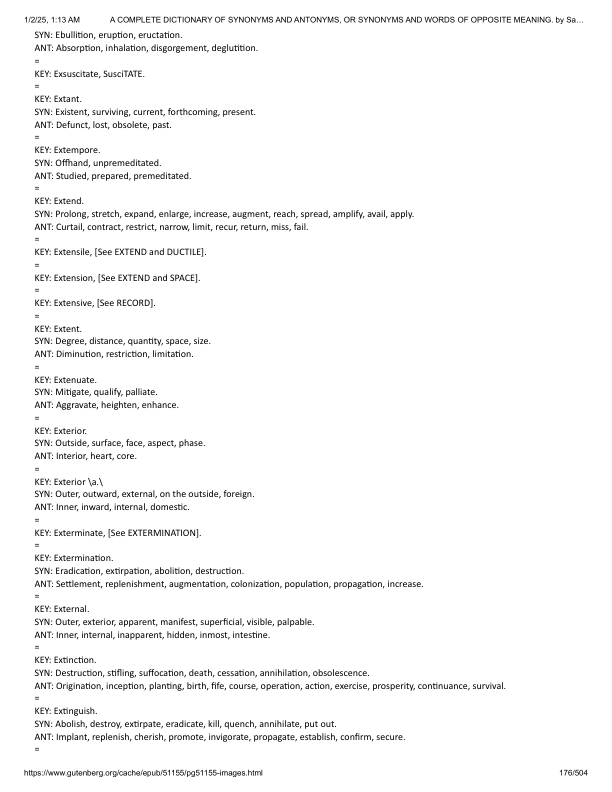 1/2/25, 1:13 AM A COMPLETE DICTIONARY OF SYNONYMS AND ANTONYMS, OR SYNONYMS AND WORDS OF OPPOSITE MEANING. by Sa…
SYN: Ebullition, eruption, eructation.
ANT: Absorption, inhalation, disgorgement, deglutition.
=
KEY: Exsuscitate, SusciTATE.
=
KEY: Extant.
SYN: Existent, surviving, current, forthcoming, present.
ANT: Defunct, lost, obsolete, past.
=
KEY: Extempore.
SYN: Offhand, unpremeditated.
ANT: Studied, prepared, premeditated.
=
KEY: Extend.
SYN: Prolong, stretch, expand, enlarge, increase, augment, reach, spread, amplify, avail, apply.
ANT: Curtail, contract, restrict, narrow, limit, recur, return, miss, fail.
=
KEY: Extensile, [See EXTEND and DUCTILE].
=
KEY: Extension, [See EXTEND and SPACE].
=
KEY: Extensive, [See RECORD].
=
KEY: Extent.
SYN: Degree, distance, quantity, space, size.
ANT: Diminution, restriction, limitation.
=
KEY: Extenuate.
SYN: Mitigate, qualify, palliate.
ANT: Aggravate, heighten, enhance.
=
KEY: Exterior.
SYN: Outside, surface, face, aspect, phase.
ANT: Interior, heart, core.
=
KEY: Exterior \a.\
SYN: Outer, outward, external, on the outside, foreign.
ANT: Inner, inward, internal, domestic.
=
KEY: Exterminate, [See EXTERMINATION].
=
KEY: Extermination.
SYN: Eradication, extirpation, abolition, destruction.
ANT: Settlement, replenishment, augmentation, colonization, population, propagation, increase.
=
KEY: External.
SYN: Outer, exterior, apparent, manifest, superficial, visible, palpable.
ANT: Inner, internal, inapparent, hidden, inmost, intestine.
=
KEY: Extinction.
SYN: Destruction, stifling, suffocation, death, cessation, annihilation, obsolescence.
ANT: Origination, inception, planting, birth, fife, course, operation, action, exercise, prosperity, continuance, survival.
=
KEY: Extinguish.
SYN: Abolish, destroy, extirpate, eradicate, kill, quench, annihilate, put out.
ANT: Implant, replenish, cherish, promote, invigorate, propagate, establish, confirm, secure.
=
https://www.gutenberg.org/cache/epub/51155/pg51155-images.html 176/504